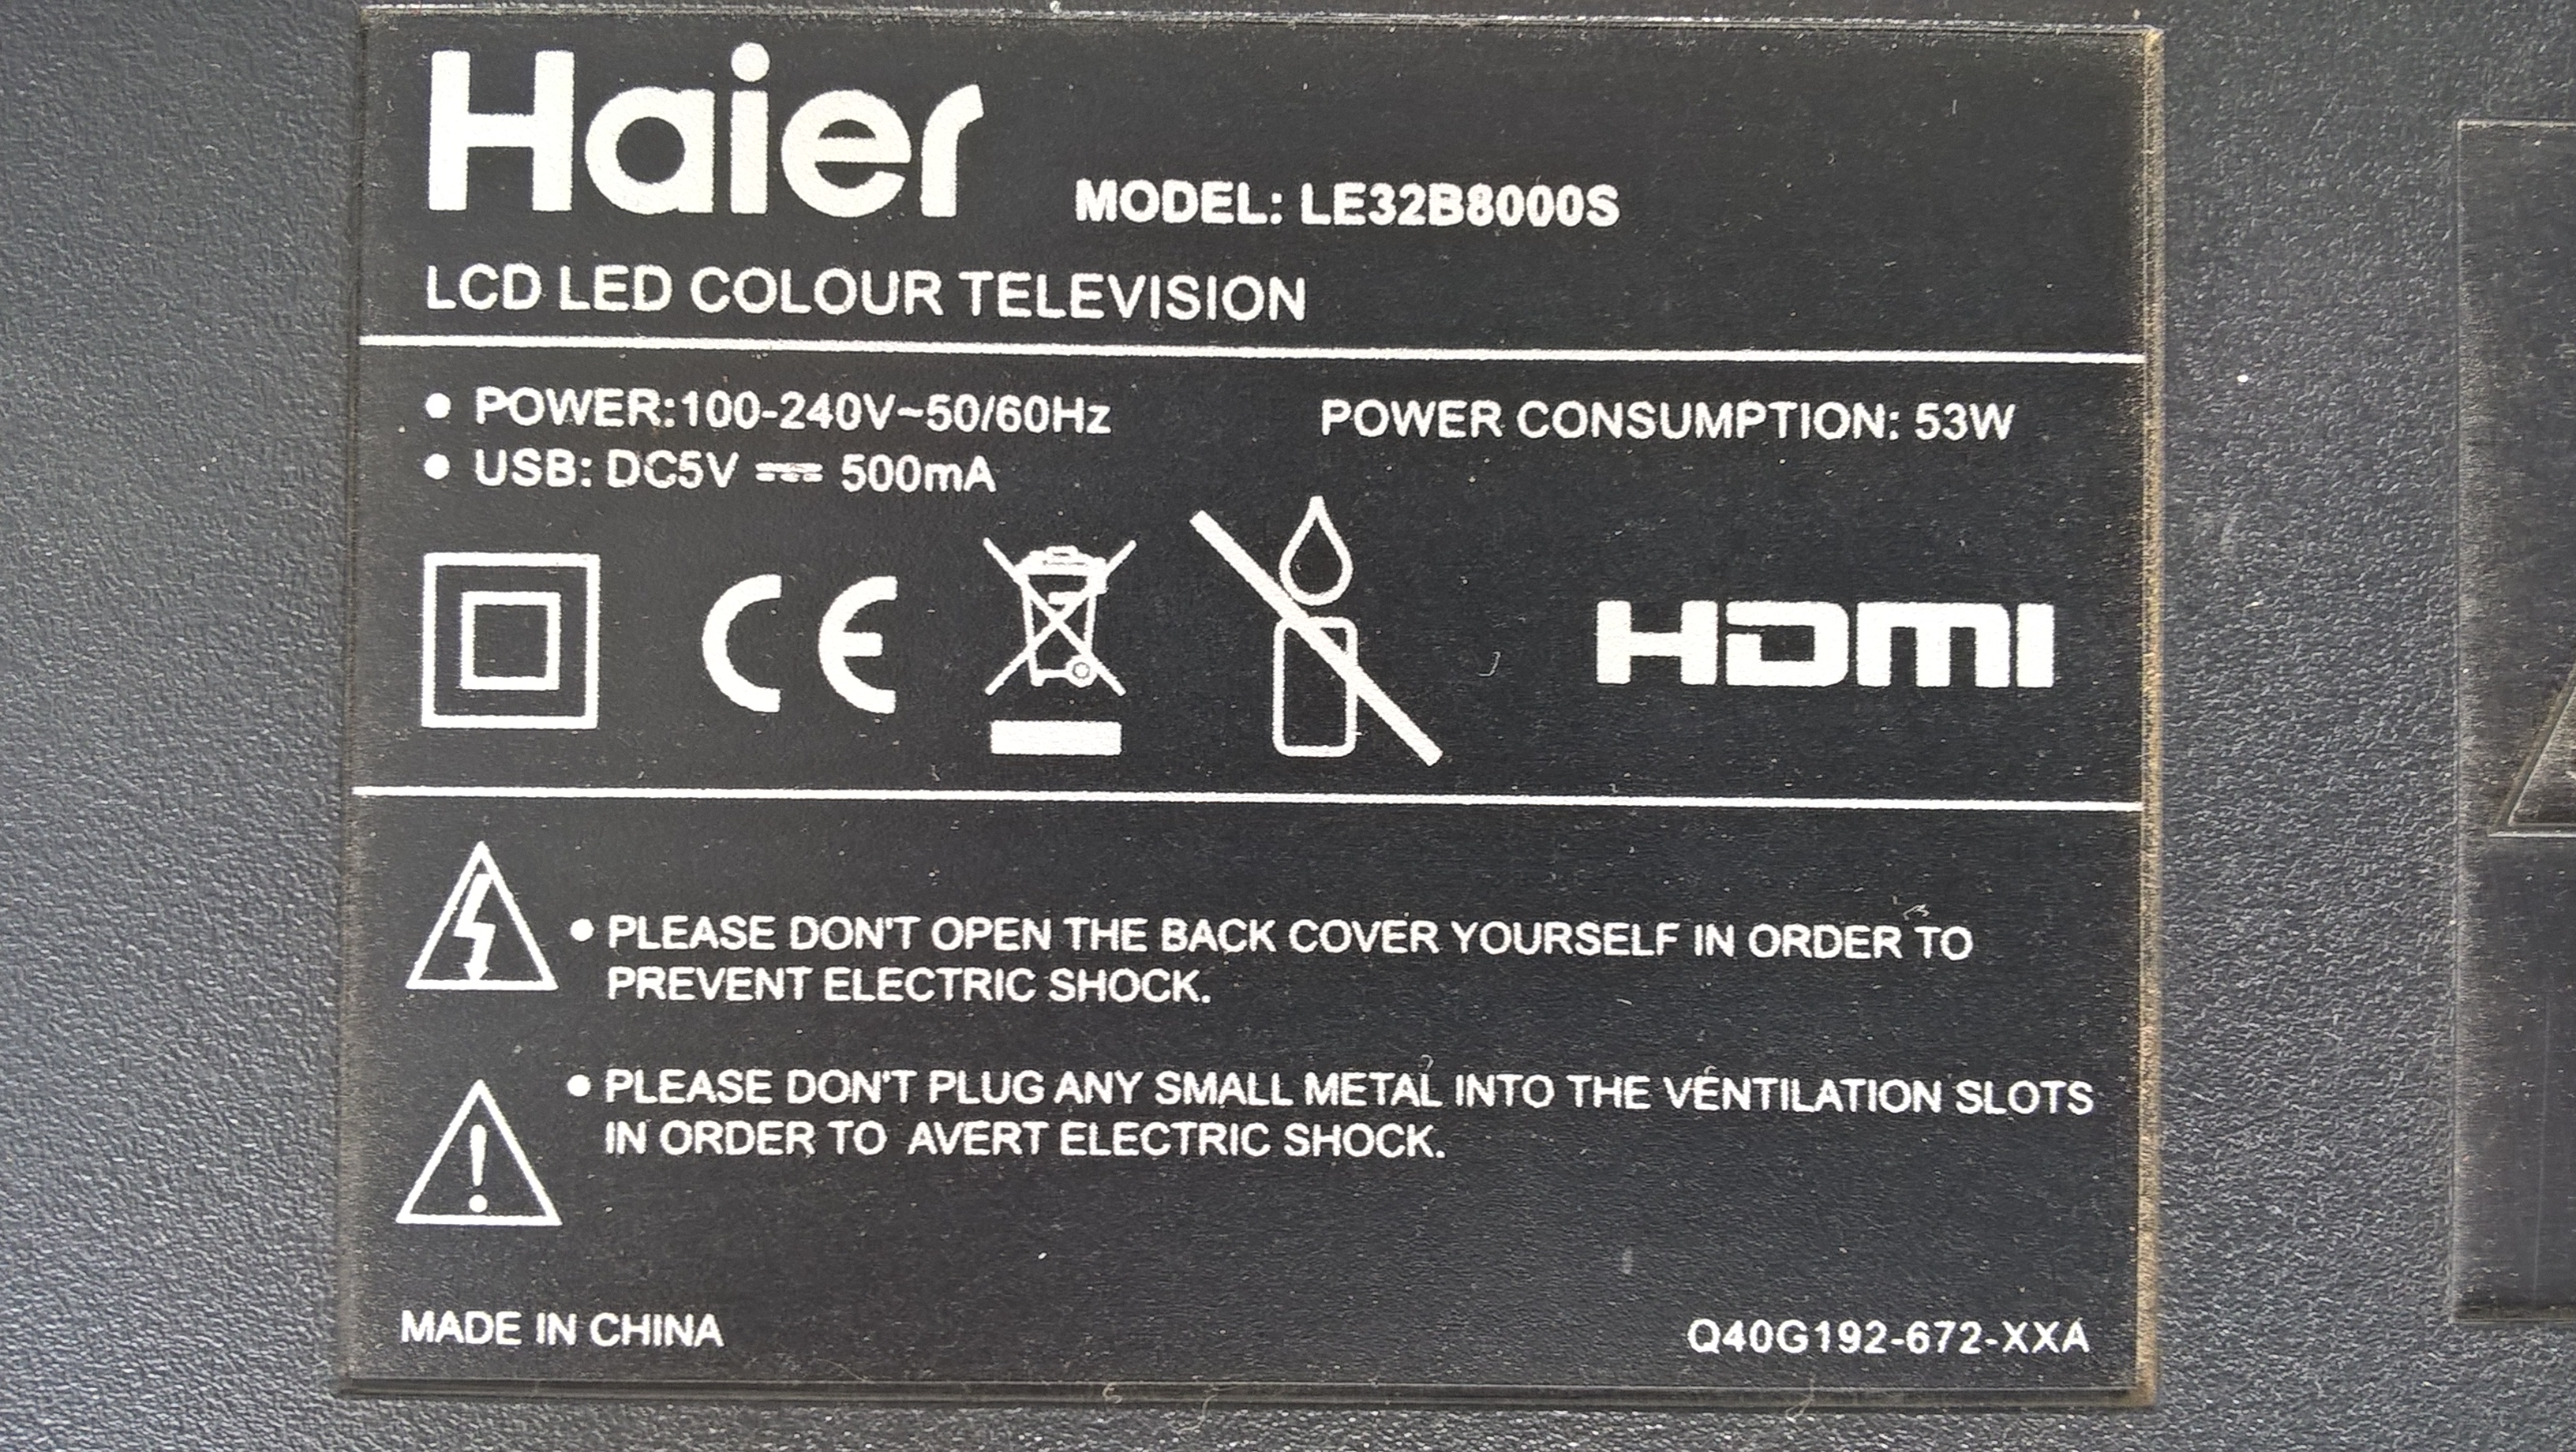 Haier MODEL: LE32B8000S
LCD LED COLOUR TELEVISION
• POWER:100-240V~50/60Hz POWER CONSUMPTION: 53W
• USB: DC5V ⎓ 500mA
CE HDMI
• PLEASE DON'T OPEN THE BACK COVER YOURSELF IN ORDER TO
PREVENT ELECTRIC SHOCK.
• PLEASE DON'T PLUG ANY SMALL METAL INTO THE VENTILATION SLOTS
IN ORDER TO AVERT ELECTRIC SHOCK.
MADE IN CHINA Q40G192-672-XXA